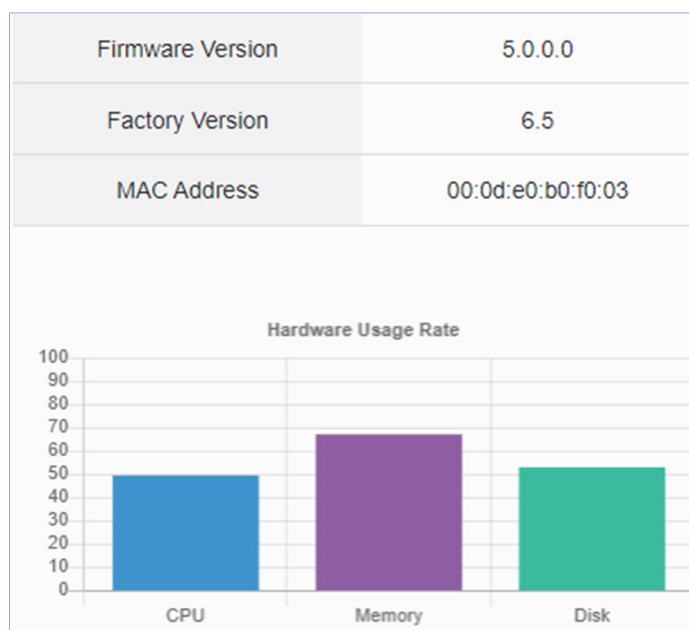 Firmware Version 5.0.0.0
Factory Version 6.5
MAC Address 00:0d:e0:b0:f0:03
Hardware Usage Rate
100
90
80
70
60
50
40
30
20
10
0
CPU Memory Disk